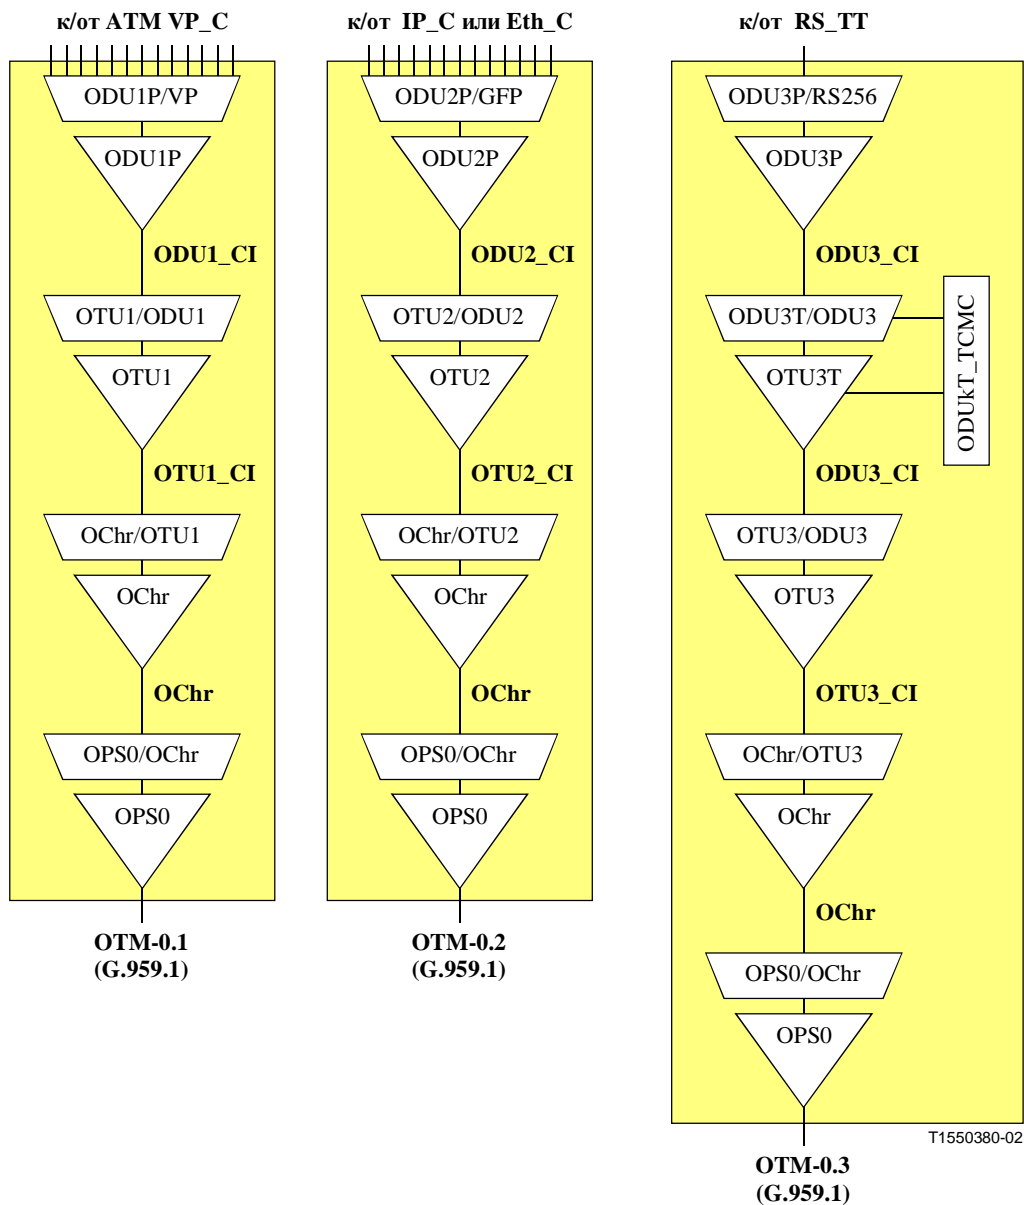 к/от ATM VP_C
ODU1P/VP
ODU1P
ODU1_CI
OTU1/ODU1
OTU1
OTU1_CI
OChr/OTU1
OChr
OChr
OPS0/OChr
OPS0
OTM-0.1
(G.959.1)
к/от IP_C или Eth_C
ODU2P/GFP
ODU2P
ODU2_CI
OTU2/ODU2
OTU2
OTU2_CI
OChr/OTU2
OChr
OChr
OPS0/OChr
OPS0
OTM-0.2
(G.959.1)
к/от RS_TT
ODU3P/RS256
ODU3P
ODU3_CI
ODU3T/ODU3
OTU3T
ODUkT_TCMC
ODU3_CI
OTU3/ODU3
OTU3
OTU3_CI
OChr/OTU3
OChr
OChr
OPS0/OChr
OPS0
T1550380-02
OTM-0.3
(G.959.1)